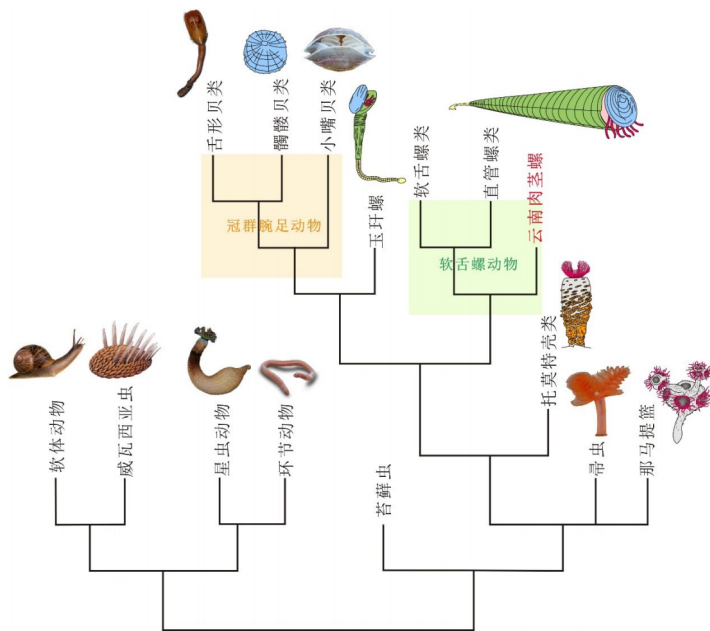 舌形贝类
髑髅贝类
小嘴贝类
冠群腕足动物
玉玕螺
软舌螺类
直管螺类
云南肉茎螺
软舌螺动物
托莫特壳类
软体动物
威瓦西亚虫
星虫动物
环节动物
苔藓虫
帚虫
那马提篮